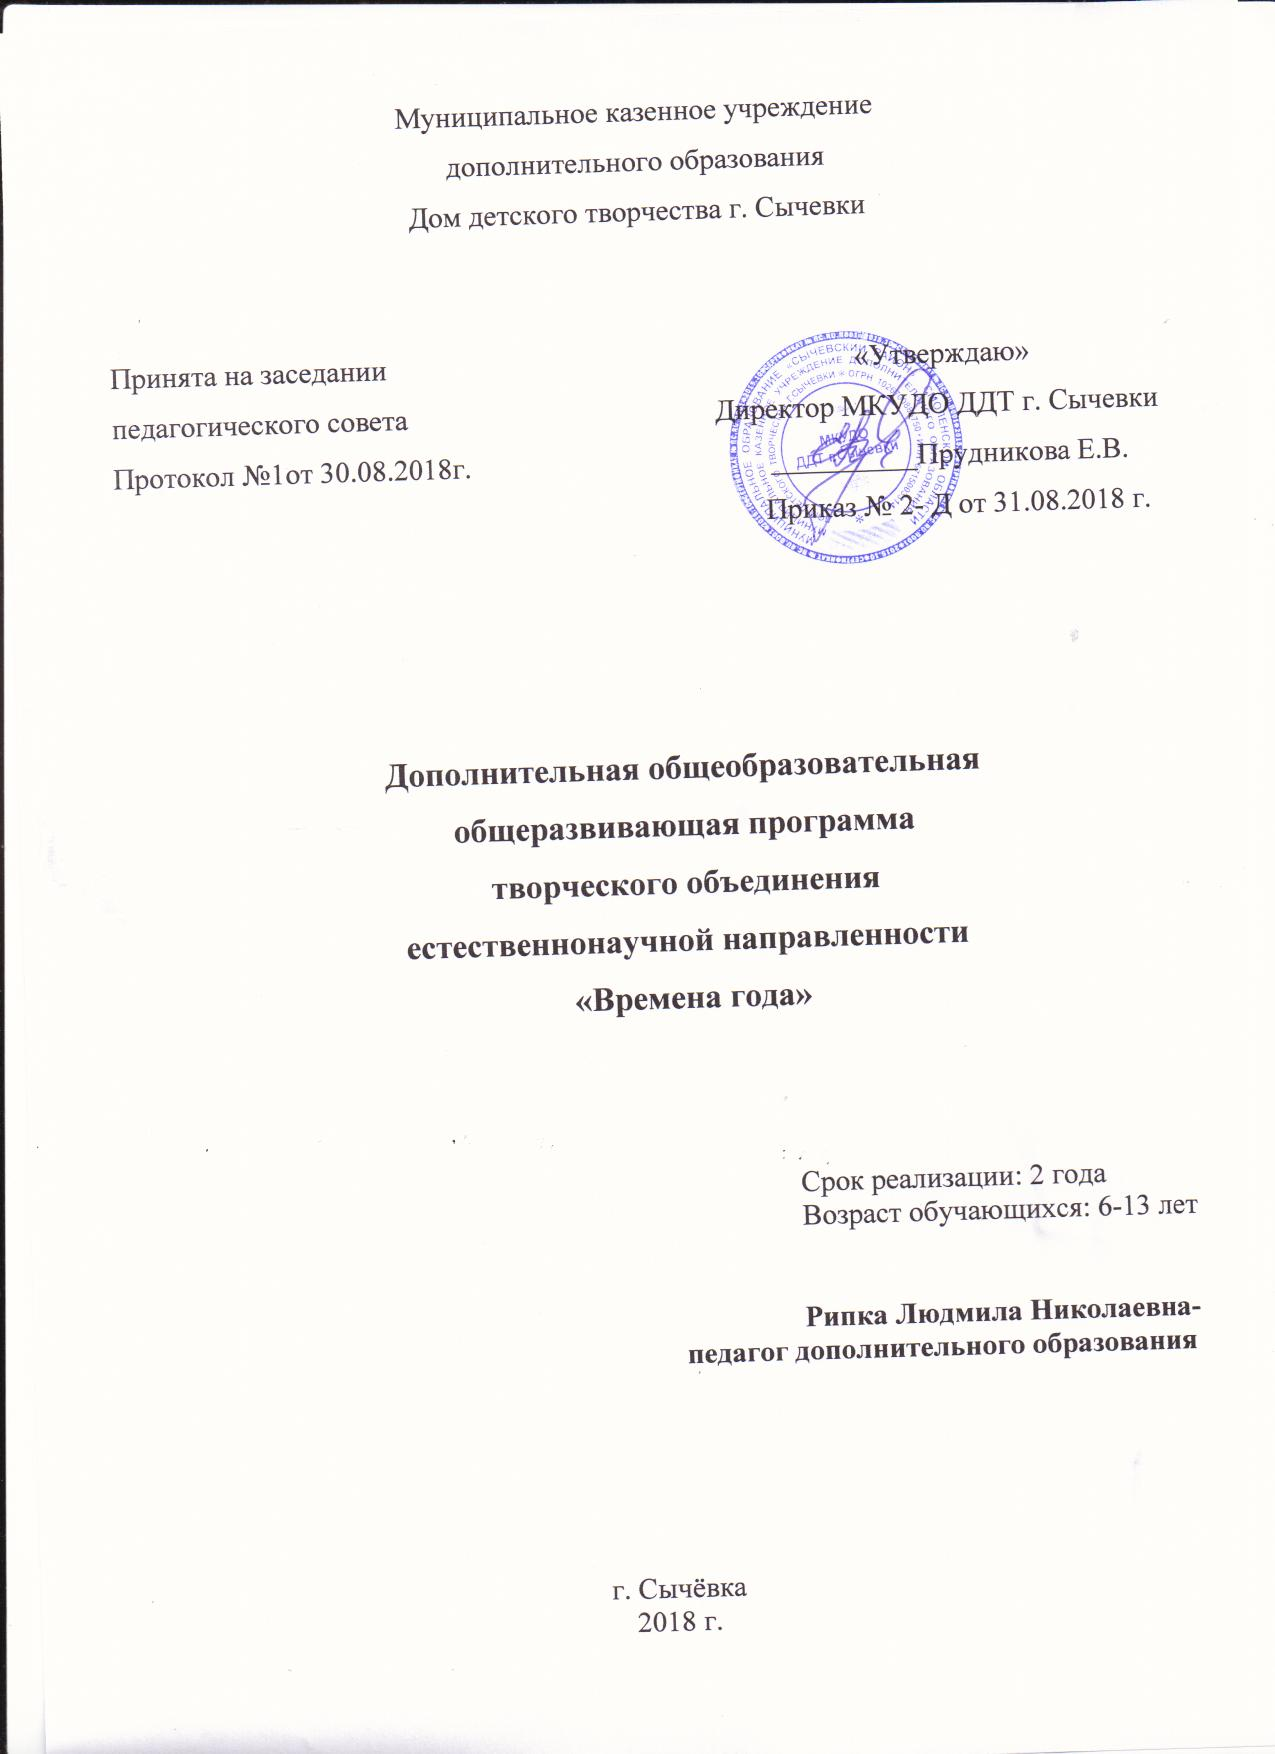 Муниципальное казенное учреждение
дополнительного образования
Дом детского творчества г. Сычевки
Принята на заседании
педагогического совета
Протокол №1от 30.08.2018г.
«Утверждаю»
Директор МКУДО ДДТ г. Сычевки
Прудникова Е.В.
Приказ № 2- Д от 31.08.2018 г.
МКУДО
ДДТ г. Сычевки
Дополнительная общеобразовательная
общеразвивающая программа
творческого объединения
естественнонаучной направленности
«Времена года»
Срок реализации: 2 года
Возраст обучающихся: 6-13 лет
Рипка Людмила Николаевна-
педагог дополнительного образования
г. Сычёвка
2018 г.